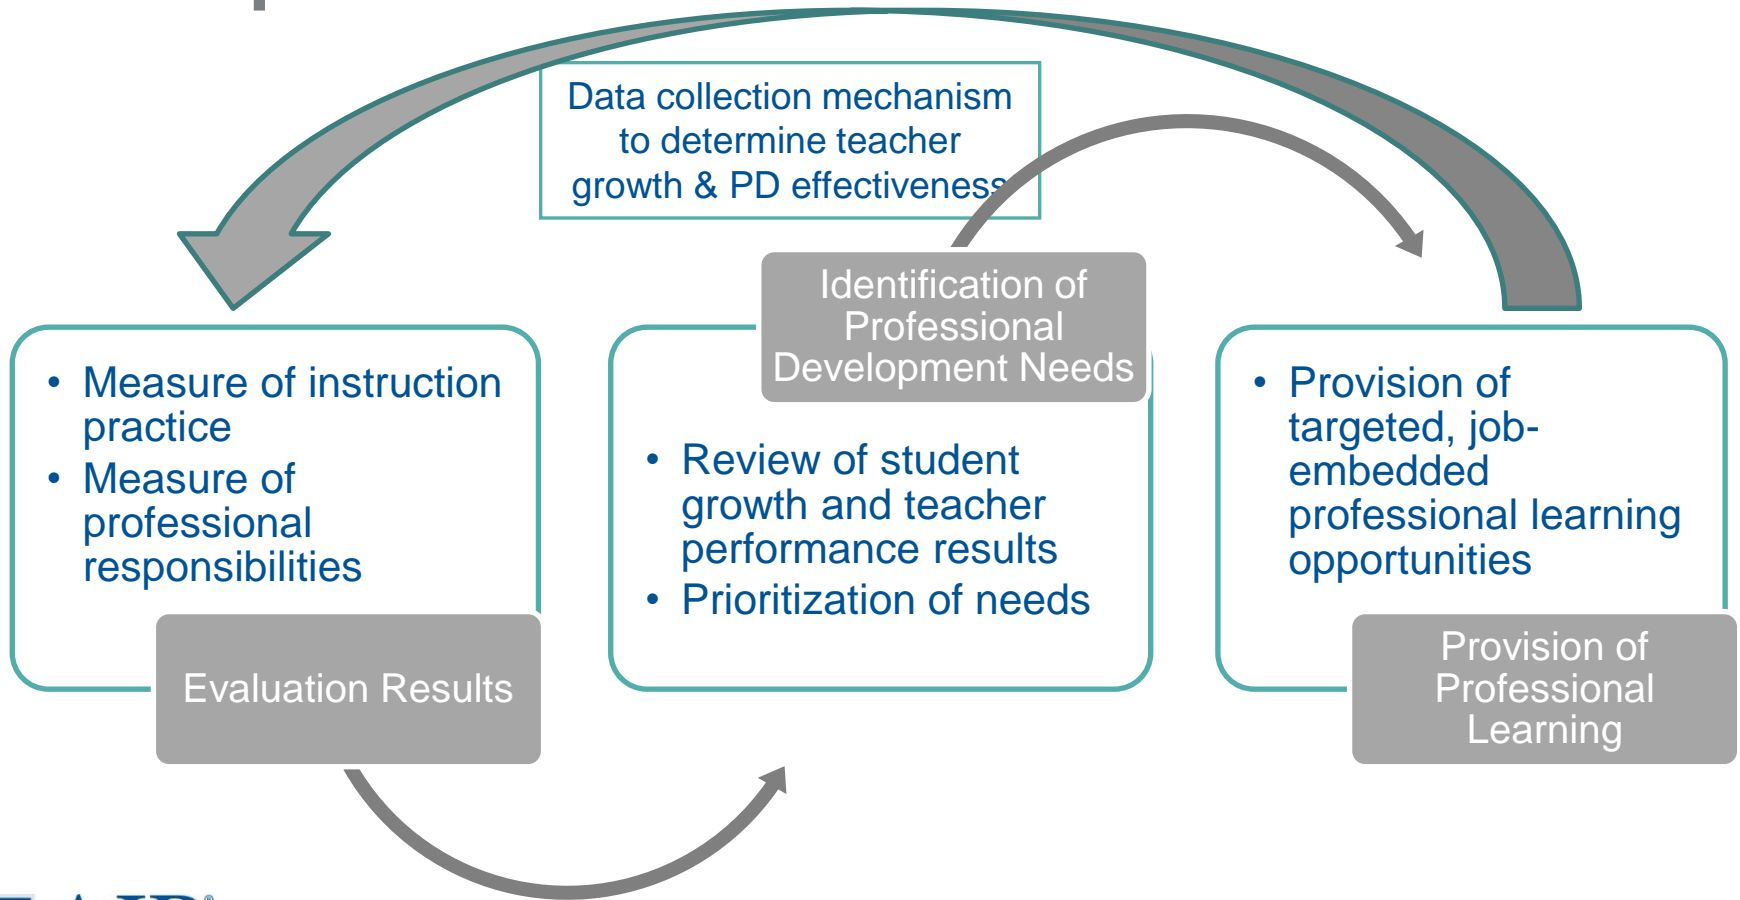 Data collection mechanism
to determine teacher
growth & PD effectiveness
Identification of
Professional
Development Needs
• Measure of instruction
practice
• Measure of
professional
responsibilities
Evaluation Results
• Review of student
growth and teacher
performance results
• Prioritization of needs
• Provision of
targeted, job-
embedded
professional learning
opportunities
Provision of
Professional
Learning